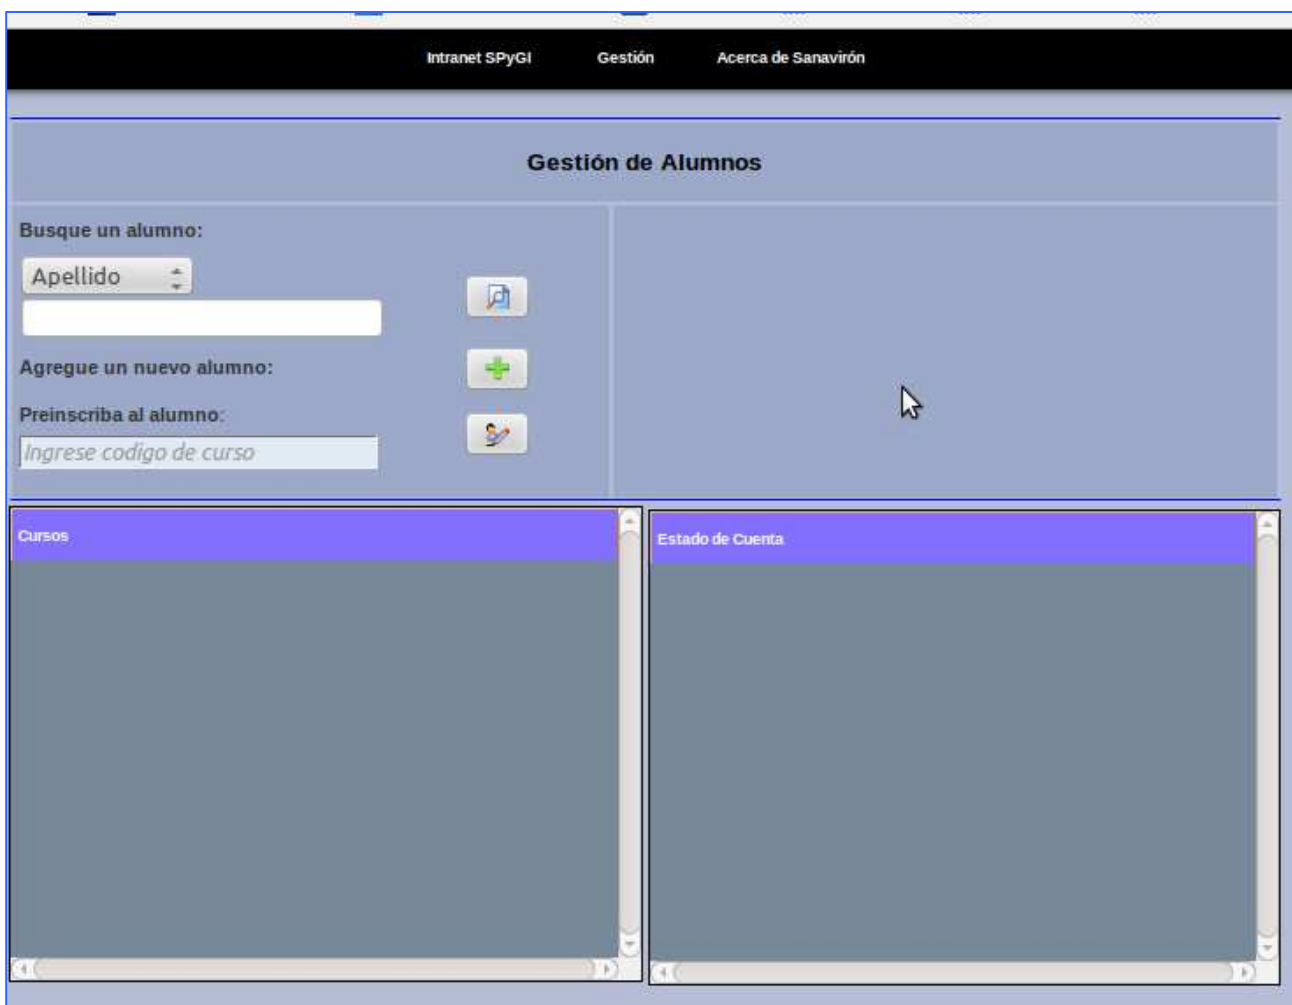 Intranet SPyGI Gestión Acerca de Sanavirón
Gestión de Alumnos
Busque un alumno:
Apellido
Agregue un nuevo alumno:
Preinscriba al alumno:
Ingrese codigo de curso
Cursos
Estado de Cuenta